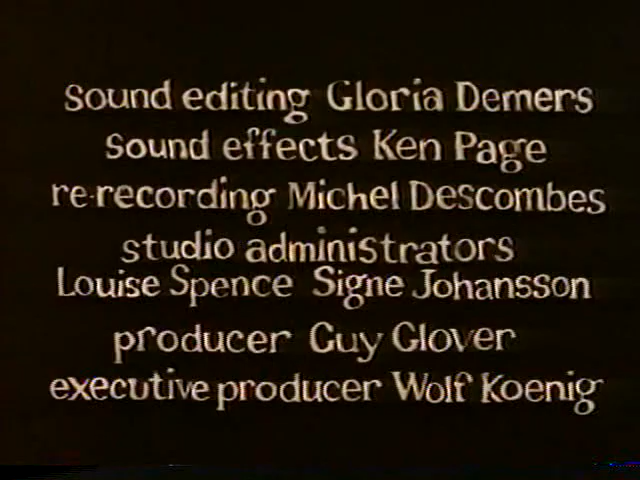 sound editing Gloria Demers
sound effects Ken Page
re-recording Michel Descombes
studio administrators
Louise Spence Signe Johansson
producer Guy Glover
executive producer Wolf Koenig